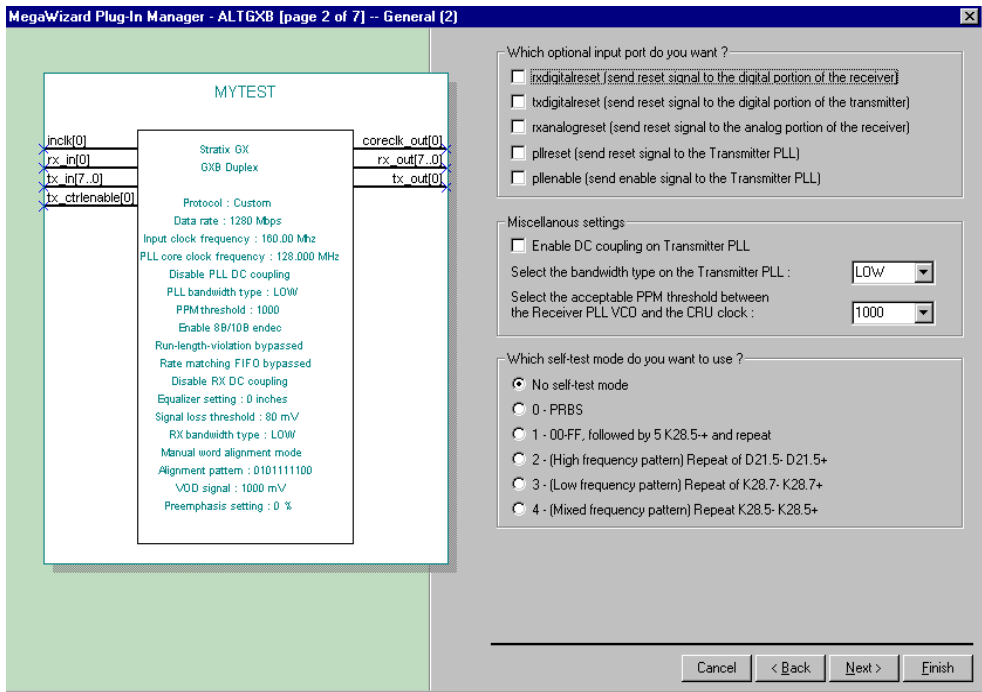 MegaWizard Plug-In Manager - ALTGXB [page 2 of 7] -- General (2)
MYTEST
inclk[0]
rx_in[0]
tx_in[7..0]
tx_ctrlenable[0]
coreclk_out[0]
rx_out[7..0]
tx_out[0]
Stratix GX
GXB Duplex
Protocol : Custom
Data rate : 1280 Mbps
Input clock frequency : 160.00 Mhz
PLL core clock frequency : 128.000 MHz
Disable PLL DC coupling
PLL bandwidth type : LOW
PPM threshold : 1000
Enable 8B/10B endec
Run-length-violation bypassed
Rate matching FIFO bypassed
Disable RX DC coupling
Equalizer setting : 0 inches
Signal loss threshold : 80 mV
RX bandwidth type : LOW
Manual word alignment mode
Alignment pattern : 0101111100
VOD signal : 1000 mV
Preemphasis setting : 0 %
Which optional input port do you want ?
rxdigitalreset (send reset signal to the digital portion of the receiver)
txdigitalreset (send reset signal to the digital portion of the transmitter)
rxanalogreset (send reset signal to the analog portion of the receiver)
pllreset (send reset signal to the Transmitter PLL)
pllenable (send enable signal to the Transmitter PLL)
Miscellanous settings
Enable DC coupling on Transmitter PLL
Select the bandwidth type on the Transmitter PLL : LOW
Select the acceptable PPM threshold between
the Receiver PLL VCO and the CRU clock : 1000
Which self-test mode do you want to use ?
No self-test mode
0 - PRBS
1 - 00-FF, followed by 5 K28.5-+ and repeat
2 - (High frequency pattern) Repeat of D21.5- D21.5+
3 - (Low frequency pattern) Repeat of K28.7- K28.7+
4 - (Mixed frequency pattern) Repeat K28.5- K28.5+
Cancel
< Back
Next >
Finish